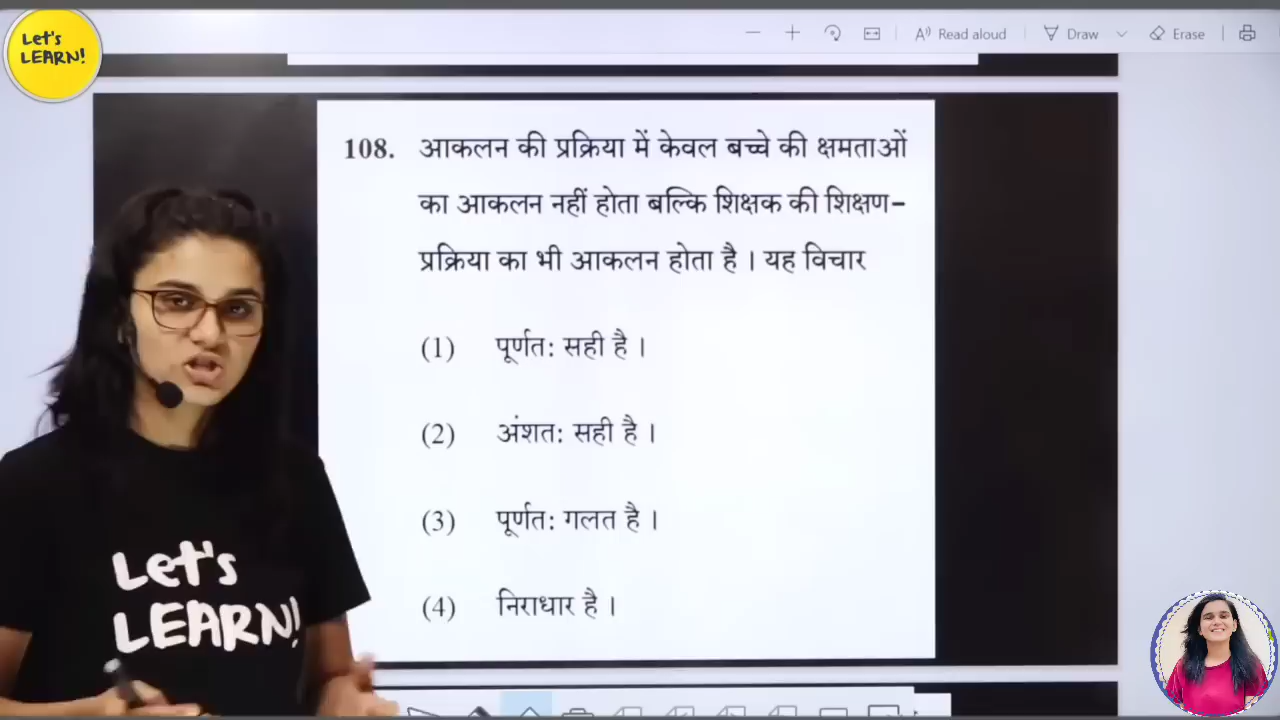 Let's
LEARN!
Read aloud
Draw
Erase
108. आकलन की प्रक्रिया में केवल बच्चे की क्षमताओं
का आकलन नहीं होता बल्कि शिक्षक की शिक्षण-
प्रक्रिया का भी आकलन होता है । यह विचार
(1) पूर्णत: सही है ।
(2) अंशत: सही है ।
(3) पूर्णत: गलत है ।
(4) निराधार है ।
Let's
LEARN!